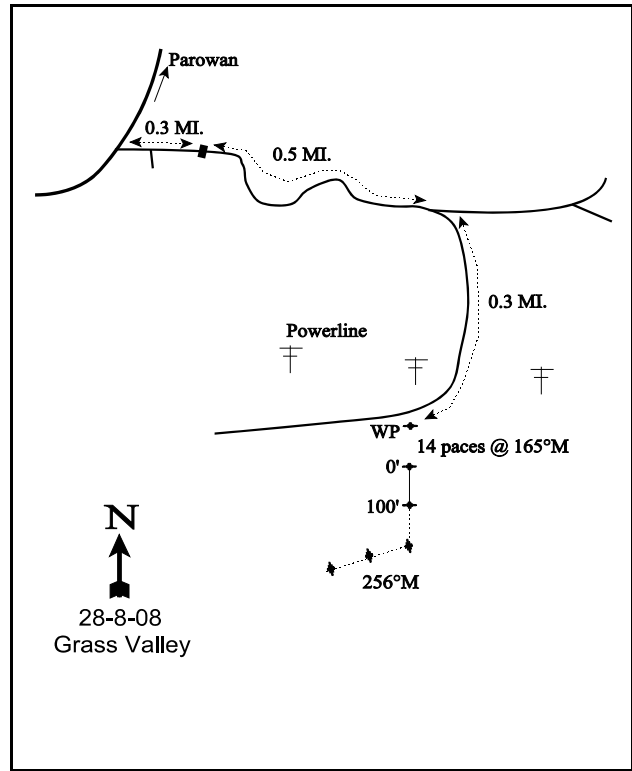 Parowan
0.3 MI.
0.5 MI.
0.3 MI.
Powerline
WP
14 paces @ 165°M
0'
100'
256°M
N
28-8-08
Grass Valley